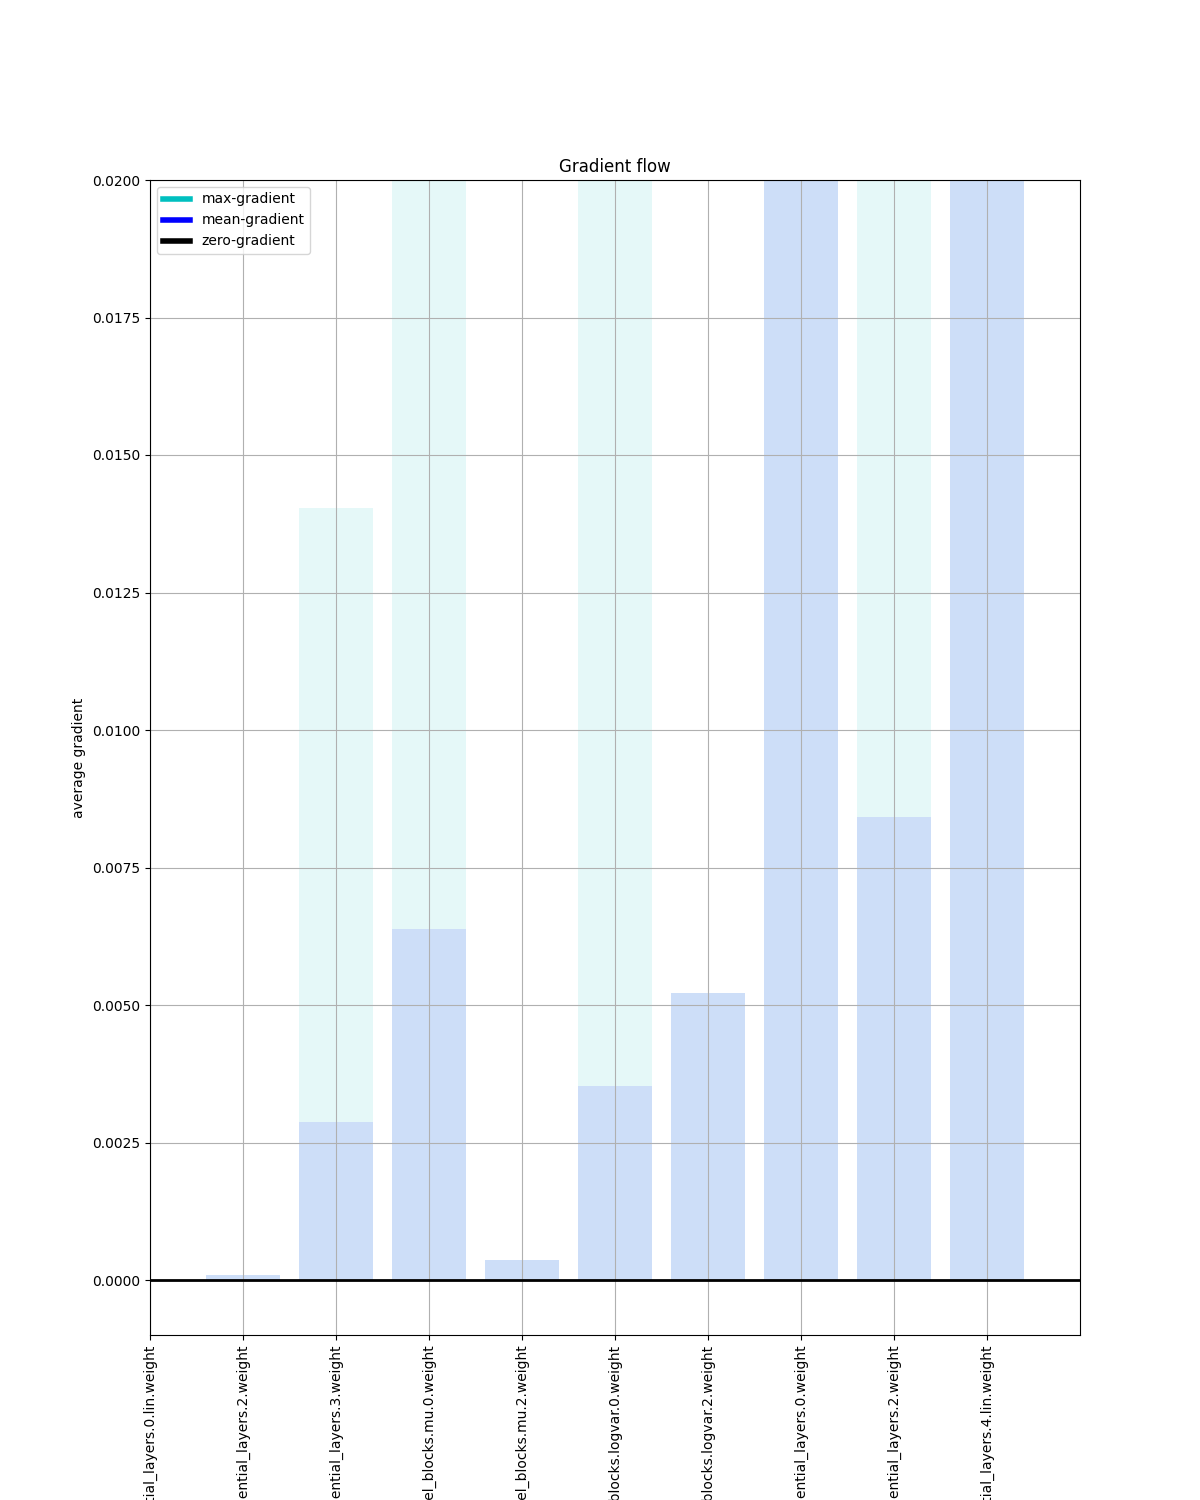 Gradient flow
max-gradient
mean-gradient
zero-gradient
0.0200
0.0175
0.0150
0.0125
0.0100
0.0075
0.0050
0.0025
0.0000
average gradient
tial_layers.0.lin.weight
ential_layers.2.weight
ential_layers.3.weight
el_blocks.mu.0.weight
el_blocks.mu.2.weight
blocks.logvar.0.weight
blocks.logvar.2.weight
ential_layers.0.weight
ential_layers.2.weight
tial_layers.4.lin.weight